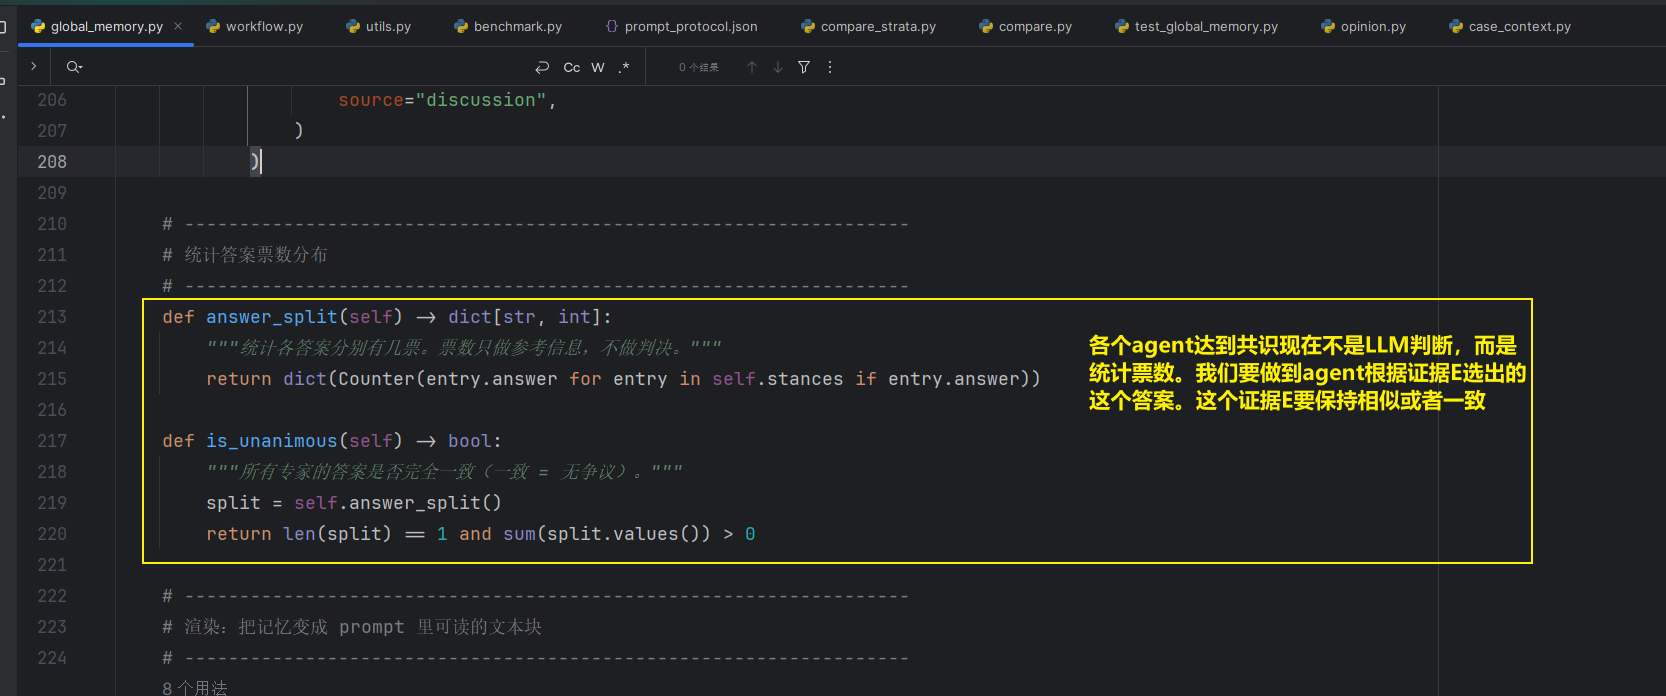 global_memory.py × workflow.py utils.py benchmark.py {} prompt_protocol.json compare_strata.py compare.py test_global_memory.py opinion.py case_context.py
Cc W .* 0 个结果
206 source="discussion",
207 )
208 )
209
210 # ------------------------------------------------------------------
211 # 统计答案票数分布
212 # ------------------------------------------------------------------
213 def answer_split(self) -> dict[str, int]:
214 """统计各答案分别有几票。票数只做参考信息，不做判决。"""
215 return dict(Counter(entry.answer for entry in self.stances if entry.answer))
216
217 def is_unanimous(self) -> bool:
218 """所有专家的答案是否完全一致（一致 = 无争议）。"""
219 split = self.answer_split()
220 return len(split) == 1 and sum(split.values()) > 0
221
222 # ------------------------------------------------------------------
223 # 渲染：把记忆变成 prompt 里可读的文本块
224 # ------------------------------------------------------------------
8 个用法
各个agent达到共识现在不是LLM判断，而是
统计票数。我们要做到agent根据证据E选出的
这个答案。这个证据E要保持相似或者一致